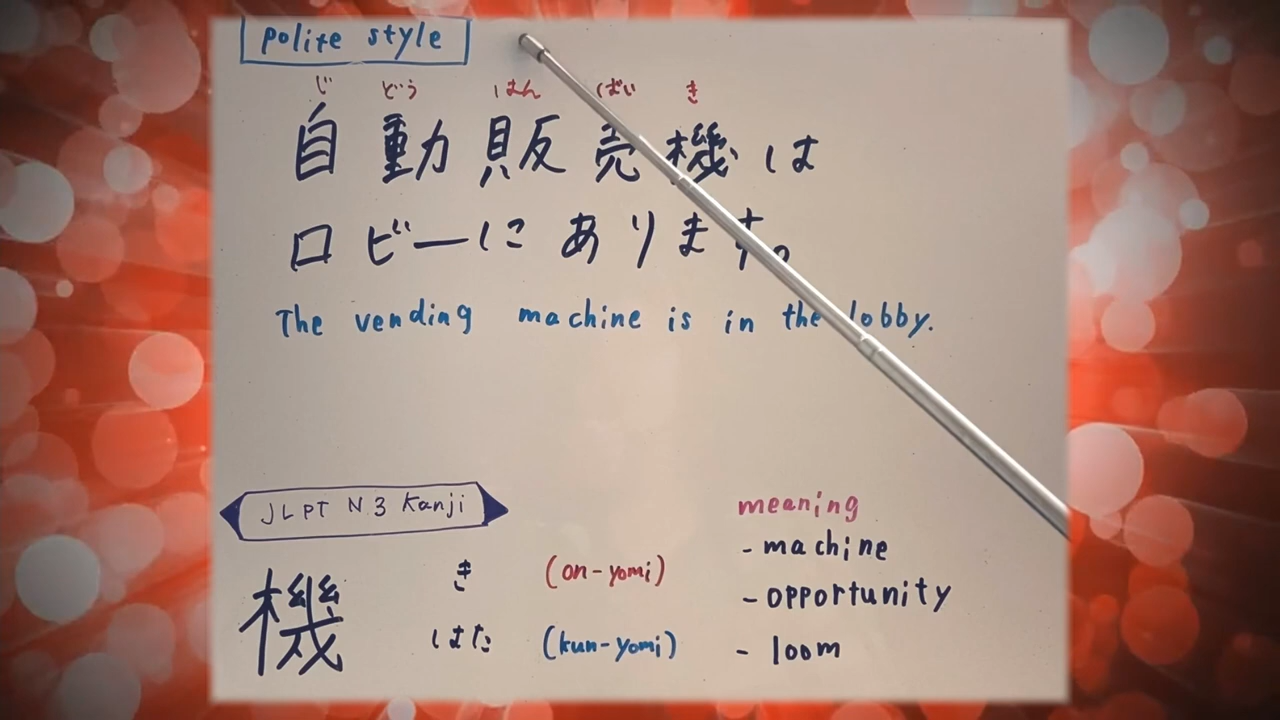 polite style
じ どう はん ばい き
自動販売機は
ロビーにあります。
The vending machine is in the lobby.
JLPT N3 Kanji
機
き (on-yomi)
はた (kun-yomi)
meaning
- machine
- opportunity
- loom